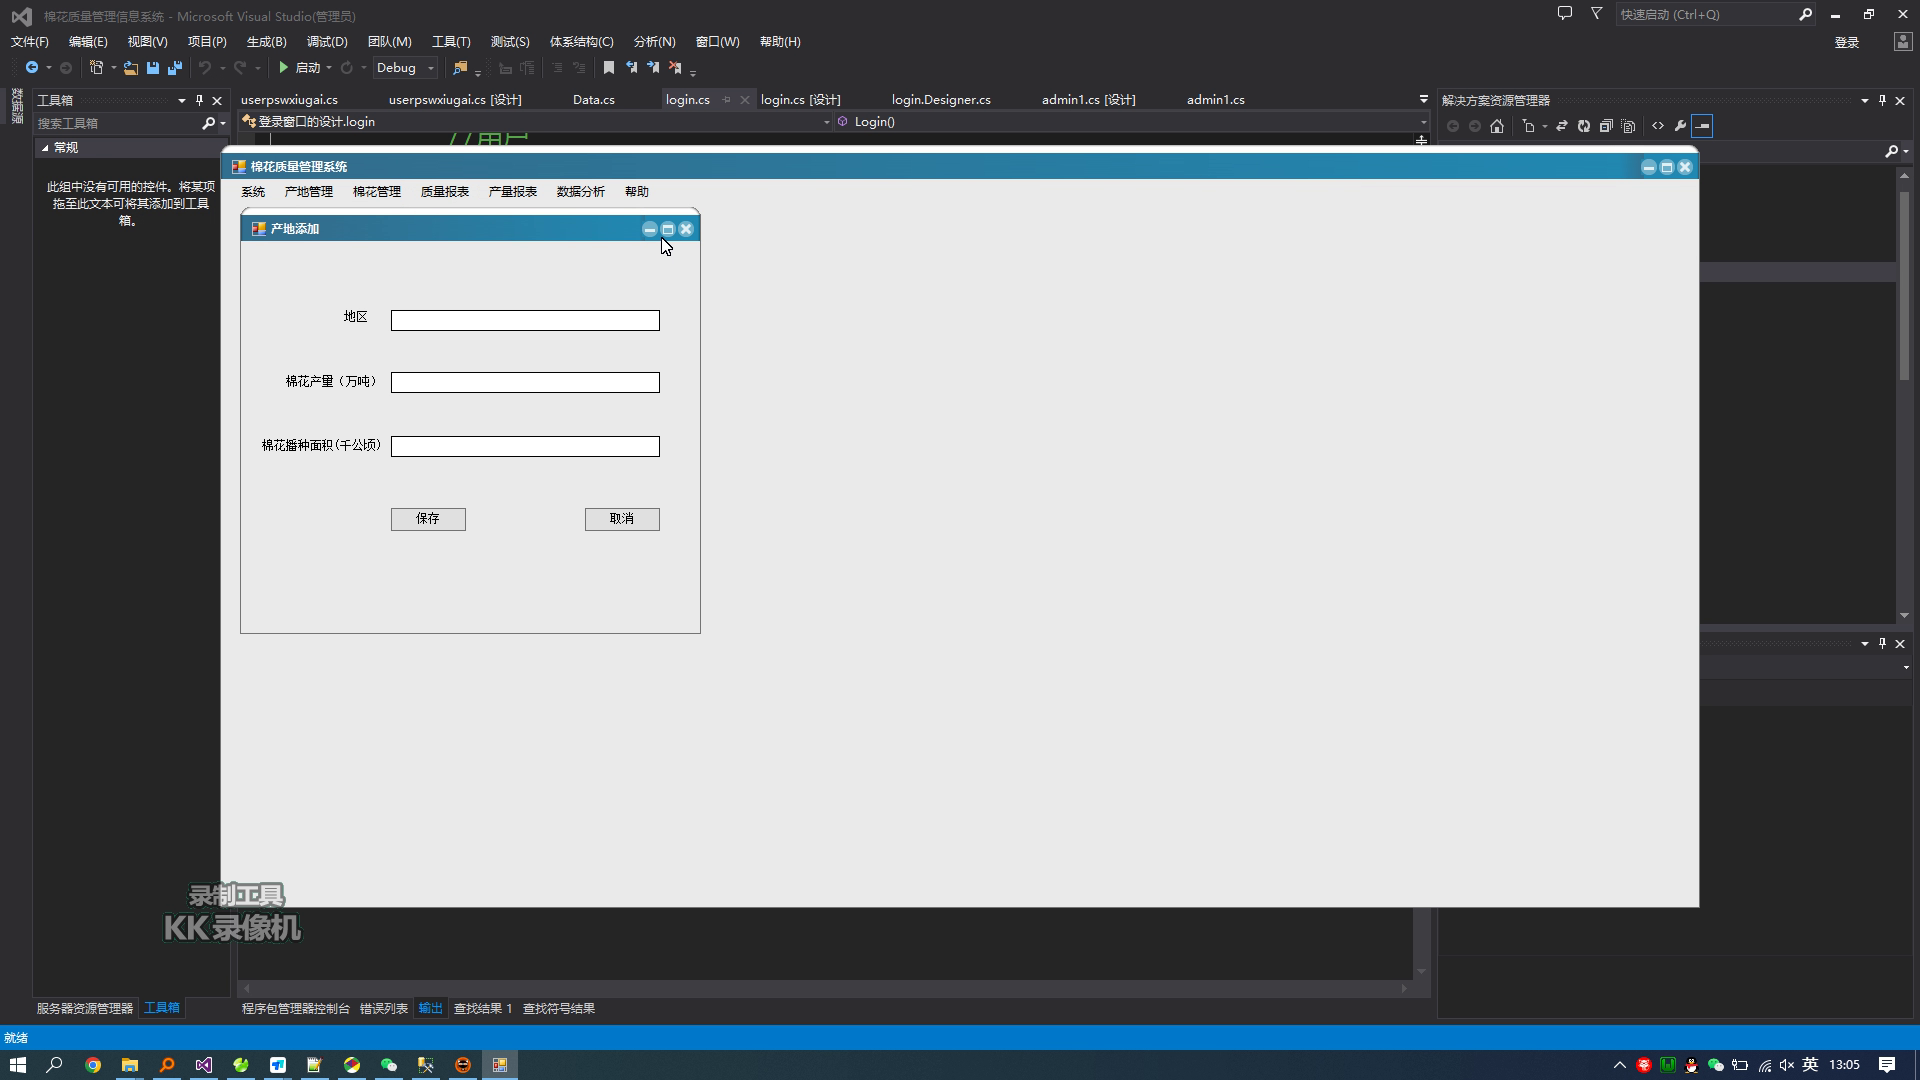 棉花质量管理信息系统 - Microsoft Visual Studio(管理员)
快速启动 (Ctrl+Q)
文件(F) 编辑(E) 视图(V) 项目(P) 生成(B) 调试(D) 团队(M) 工具(T) 测试(S) 体系结构(C) 分析(N) 窗口(W) 帮助(H)
登录
启动 Debug
工具箱
userpswxiugai.cs userpswxiugai.cs [设计] Data.cs login.cs login.cs [设计] login.Designer.cs admin1.cs [设计] admin1.cs
解决方案资源管理器
搜索工具箱
登录窗口的设计.login
Login()
常规
此组中没有可用的控件。将某项
拖至此文本可将其添加到工具
箱。
棉花质量管理系统
系统 产地管理 棉花管理 质量报表 产量报表 数据分析 帮助
产地添加
地区
棉花产量（万吨）
棉花播种面积(千公顷)
保存
取消
录制工具
KK录像机
服务器资源管理器 工具箱
程序包管理器控制台 错误列表 输出 查找结果 1 查找符号结果
就绪
英
13:05